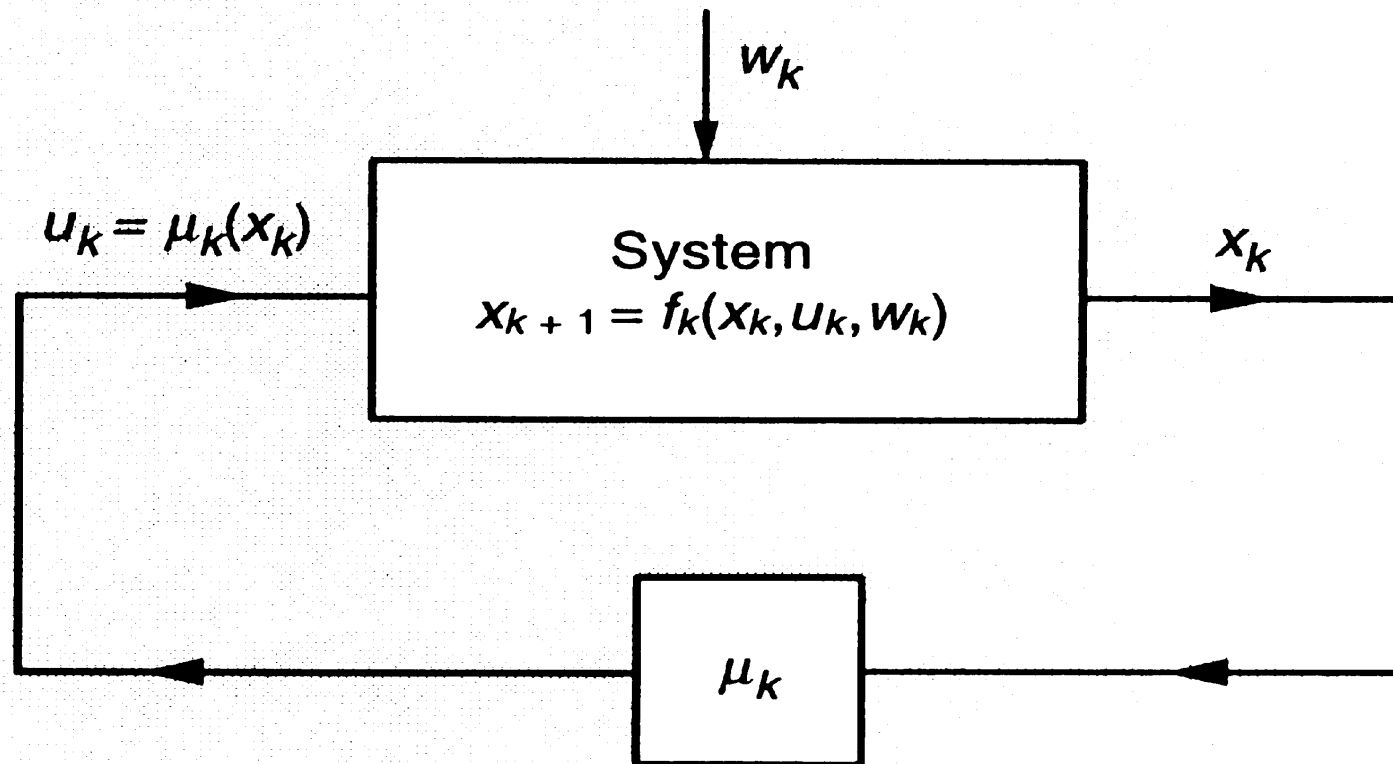 w_k
u_k = μ_k(x_k)
System
x_k
x_{k + 1} = f_k(x_k, u_k, w_k)
μ_k